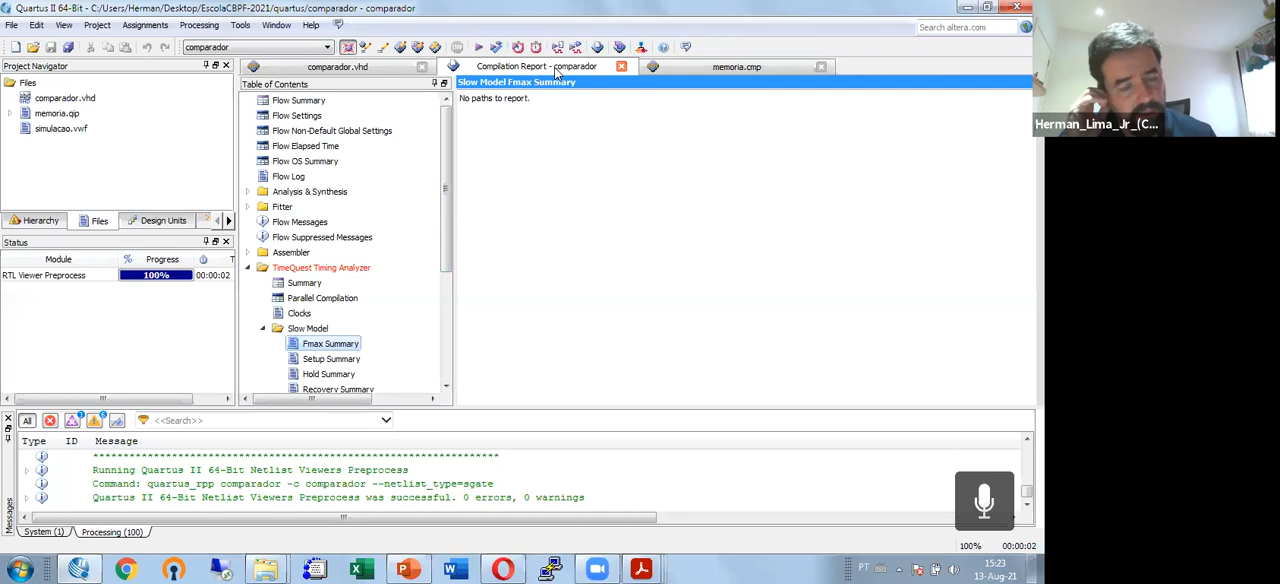 Quartus II 64-Bit - C:/Users/Herman/Desktop/EscolaCBPF-2021/quartus/comparador - comparador
File Edit View Project Assignments Processing Tools Window Help
Search altera.com
comparador
Project Navigator
Files
comparador.vhd
memoria.qip
simulacao.vwf
Hierarchy Files Design Units
Status
Module % Progress T
RTL Viewer Preprocess 100% 00:00:02
comparador.vhd
Compilation Report - comparador
memoria.cmp
Table of Contents
Flow Summary
Flow Settings
Flow Non-Default Global Settings
Flow Elapsed Time
Flow OS Summary
Flow Log
Analysis & Synthesis
Fitter
Flow Messages
Flow Suppressed Messages
Assembler
TimeQuest Timing Analyzer
Summary
Parallel Compilation
Clocks
Slow Model
Fmax Summary
Setup Summary
Hold Summary
Recovery Summary
Slow Model Fmax Summary
No paths to report.
Herman_Lima_Jr_(C...
All <<Search>>
Type ID Message
*****************************************************************
Running Quartus II 64-Bit Netlist Viewers Preprocess
Command: quartus_rpp comparador -c comparador --netlist_type=sgate
Quartus II 64-Bit Netlist Viewers Preprocess was successful. 0 errors, 0 warnings
Messages
System (1) Processing (100)
100% 00:00:02
PT
15:23
13-Aug-21